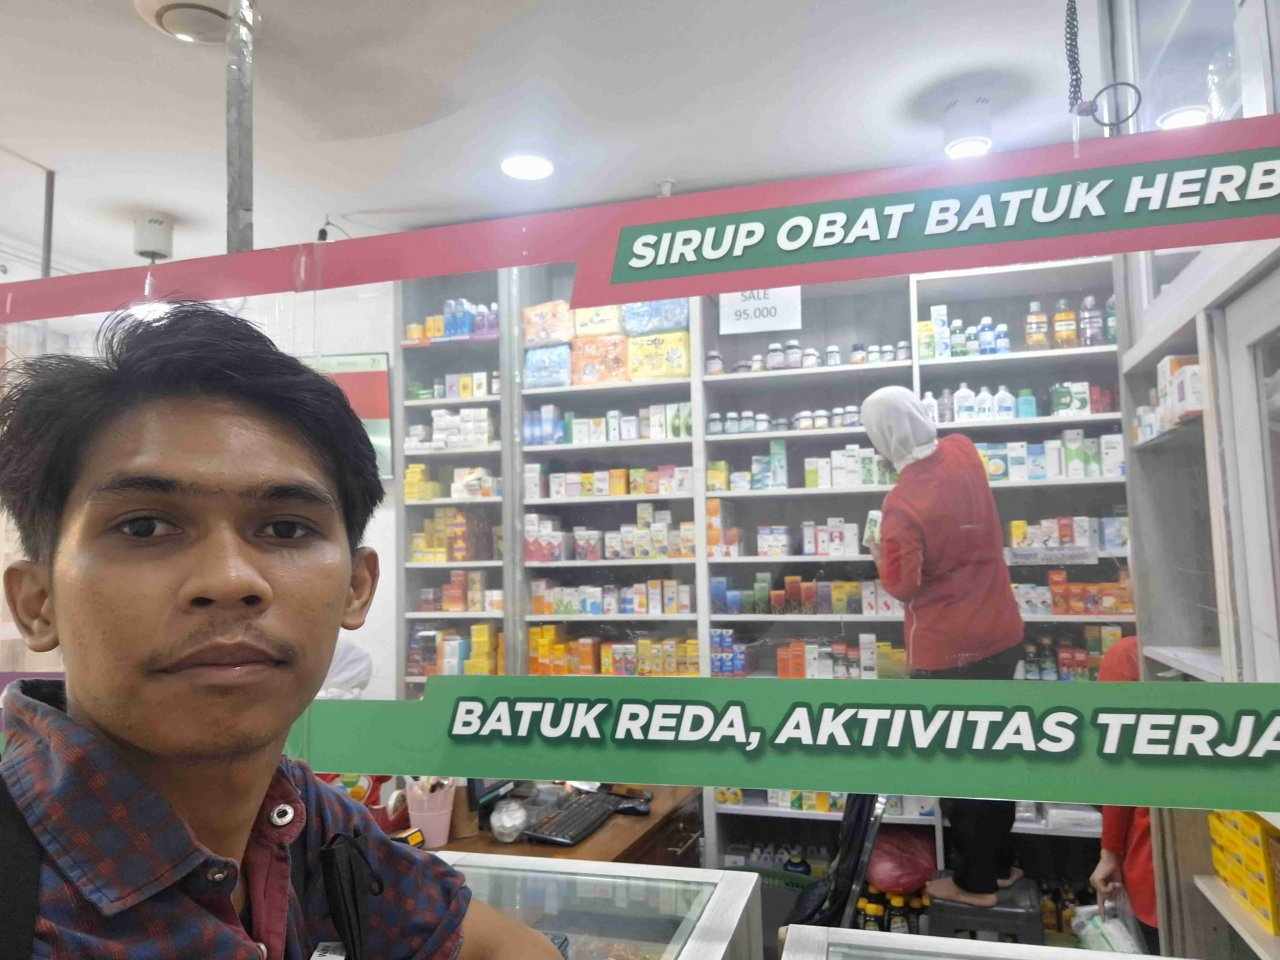 SIRUP OBAT BATUK HERB
SALE
95.000
BATUK REDA, AKTIVITAS TERJA